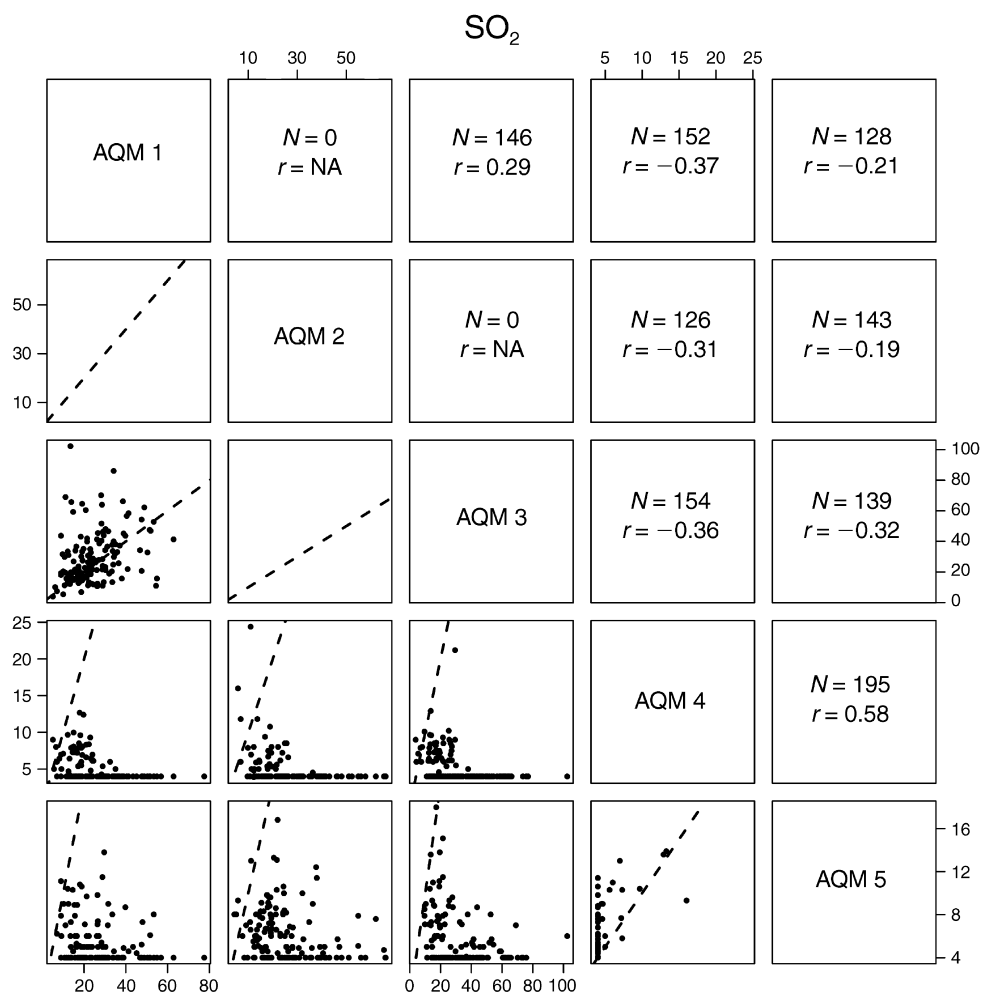 SO₂
10 30 50 5 10 15 20 25
AQM 1
N = 0
r = NA
N = 146
r = 0.29
N = 152
r = −0.37
N = 128
r = −0.21
50
30
10
AQM 2
N = 0
r = NA
N = 126
r = −0.31
N = 143
r = −0.19
AQM 3
N = 154
r = −0.36
N = 139
r = −0.32
100
80
60
40
20
0
25
20
15
10
5
AQM 4
N = 195
r = 0.58
AQM 5
16
12
8
4
20 40 60 80 0 20 40 60 80 100